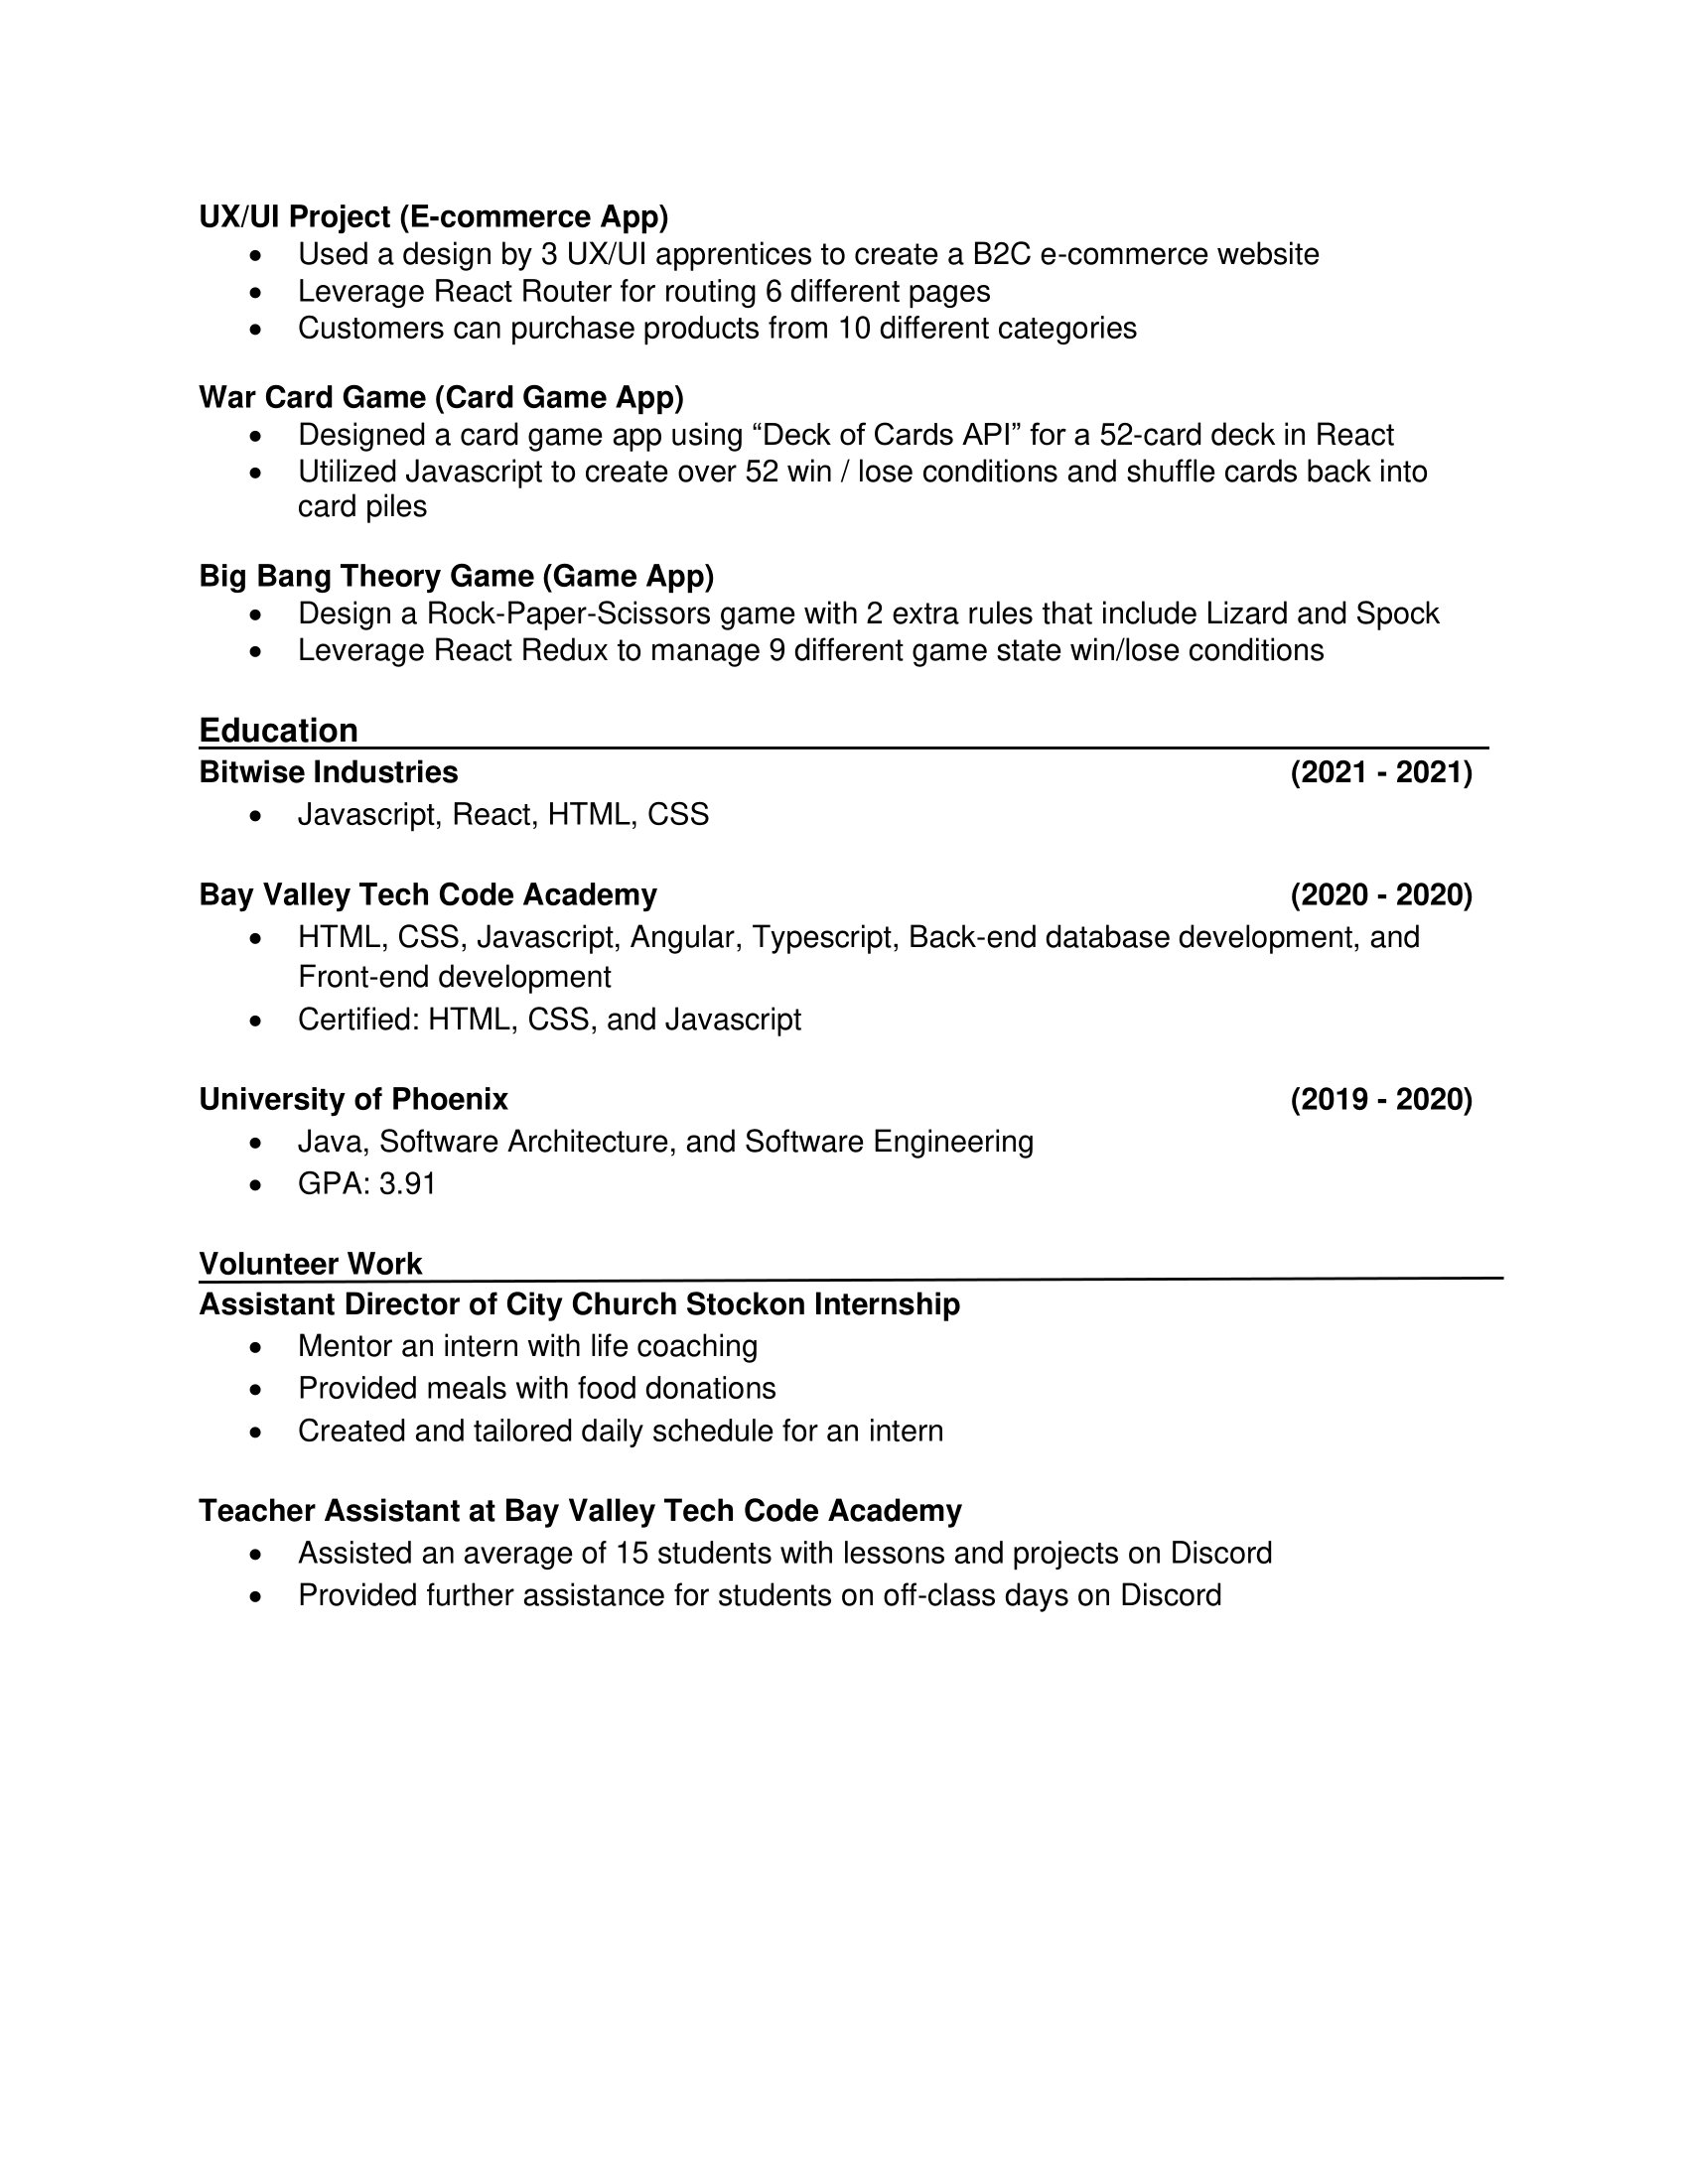 UX/UI Project (E-commerce App)
• Used a design by 3 UX/UI apprentices to create a B2C e-commerce website
• Leverage React Router for routing 6 different pages
• Customers can purchase products from 10 different categories
War Card Game (Card Game App)
• Designed a card game app using “Deck of Cards API” for a 52-card deck in React
• Utilized Javascript to create over 52 win / lose conditions and shuffle cards back into
card piles
Big Bang Theory Game (Game App)
• Design a Rock-Paper-Scissors game with 2 extra rules that include Lizard and Spock
• Leverage React Redux to manage 9 different game state win/lose conditions
Education
Bitwise Industries (2021 - 2021)
• Javascript, React, HTML, CSS
Bay Valley Tech Code Academy (2020 - 2020)
• HTML, CSS, Javascript, Angular, Typescript, Back-end database development, and
Front-end development
• Certified: HTML, CSS, and Javascript
University of Phoenix (2019 - 2020)
• Java, Software Architecture, and Software Engineering
• GPA: 3.91
Volunteer Work
Assistant Director of City Church Stockon Internship
• Mentor an intern with life coaching
• Provided meals with food donations
• Created and tailored daily schedule for an intern
Teacher Assistant at Bay Valley Tech Code Academy
• Assisted an average of 15 students with lessons and projects on Discord
• Provided further assistance for students on off-class days on Discord